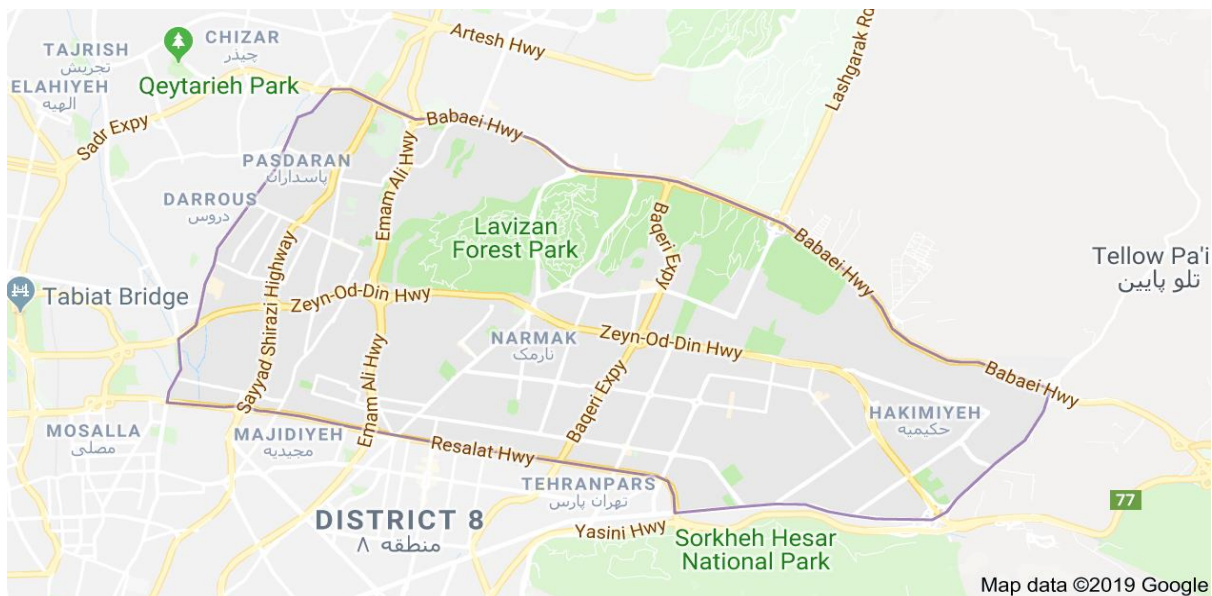 CHIZAR
چیذر
TAJRISH
تجریش
ELAHIYEH
الهیه
Qeytarieh Park
Artesh Hwy
Lashgarak Rd
Sadr Expy
Babaei Hwy
PASDARAN
پاسداران
Emam Ali Hwy
DARROUS
دروس
Lavizan
Forest Park
Baqeri Expy
Babaei Hwy
Tellow Pa'i
تلو پایین
Sayyad Shirazi Highway
Tabiat Bridge
Zeyn-Od-Din Hwy
NARMAK
نارمک
Zeyn-Od-Din Hwy
Emam Ali Hwy
Baqeri Expy
Babaei Hwy
HAKIMIYEH
حکیمیه
MOSALLA
مصلی
MAJIDIYEH
مجیدیه
Resalat Hwy
TEHRANPARS
تهران پارس
77
DISTRICT 8
منطقه ۸
Yasini Hwy
Sorkheh Hesar
National Park
Map data ©2019 Google